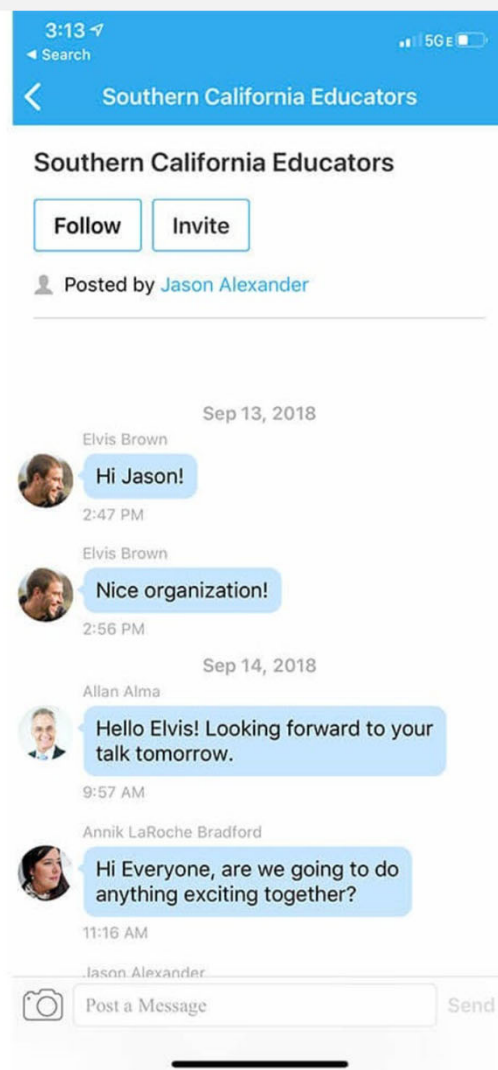 3:13
5GE
◄ Search
Southern California Educators
Southern California Educators
Follow
Invite
Posted by Jason Alexander
Sep 13, 2018
Elvis Brown
Hi Jason!
2:47 PM
Elvis Brown
Nice organization!
2:56 PM
Sep 14, 2018
Allan Alma
Hello Elvis! Looking forward to your
talk tomorrow.
9:57 AM
Annik LaRoche Bradford
Hi Everyone, are we going to do
anything exciting together?
11:16 AM
Jason Alexander
Post a Message
Send